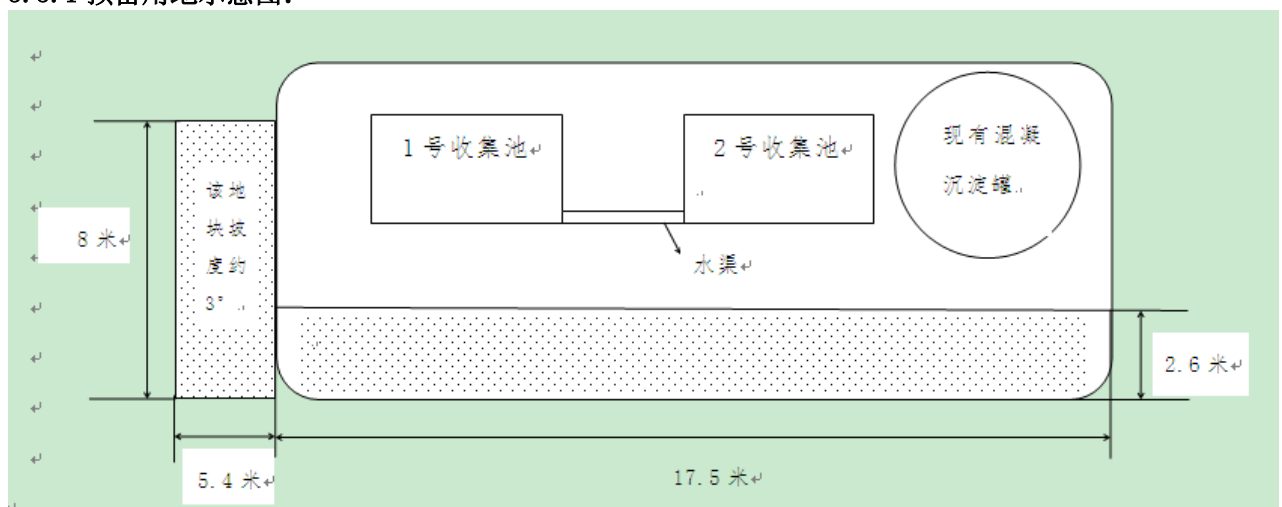 1号收集池
2号收集池
现有混凝
沉淀罐
该地
块坡
度约
3°
8米
水渠
2.6米
5.4米
17.5米